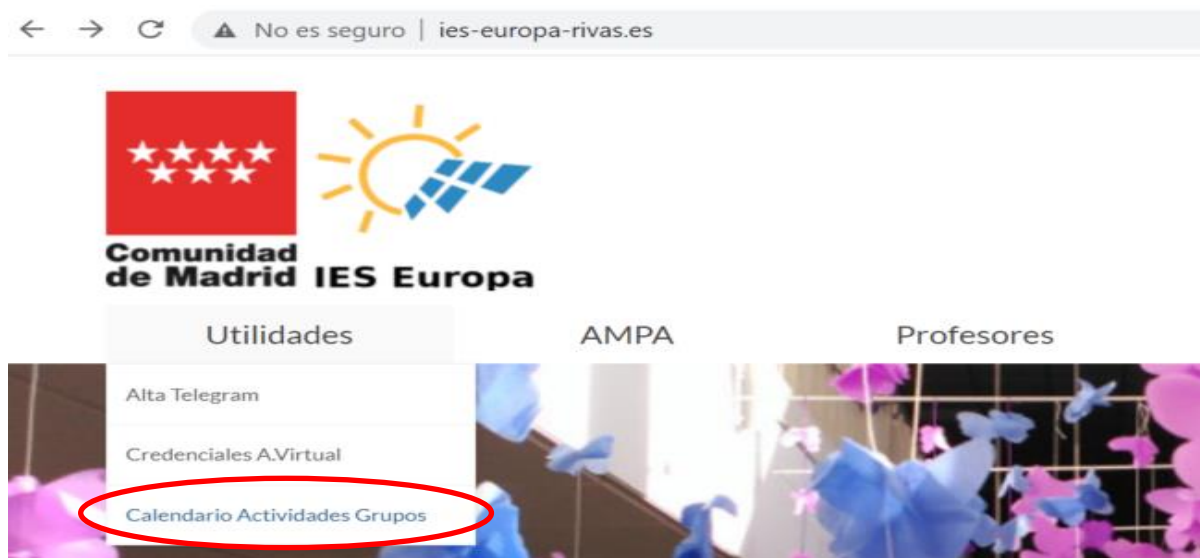 No es seguro | ies-europa-rivas.es
Comunidad
de Madrid IES Europa
Utilidades AMPA Profesores
Alta Telegram
Credenciales A.Virtual
Calendario Actividades Grupos